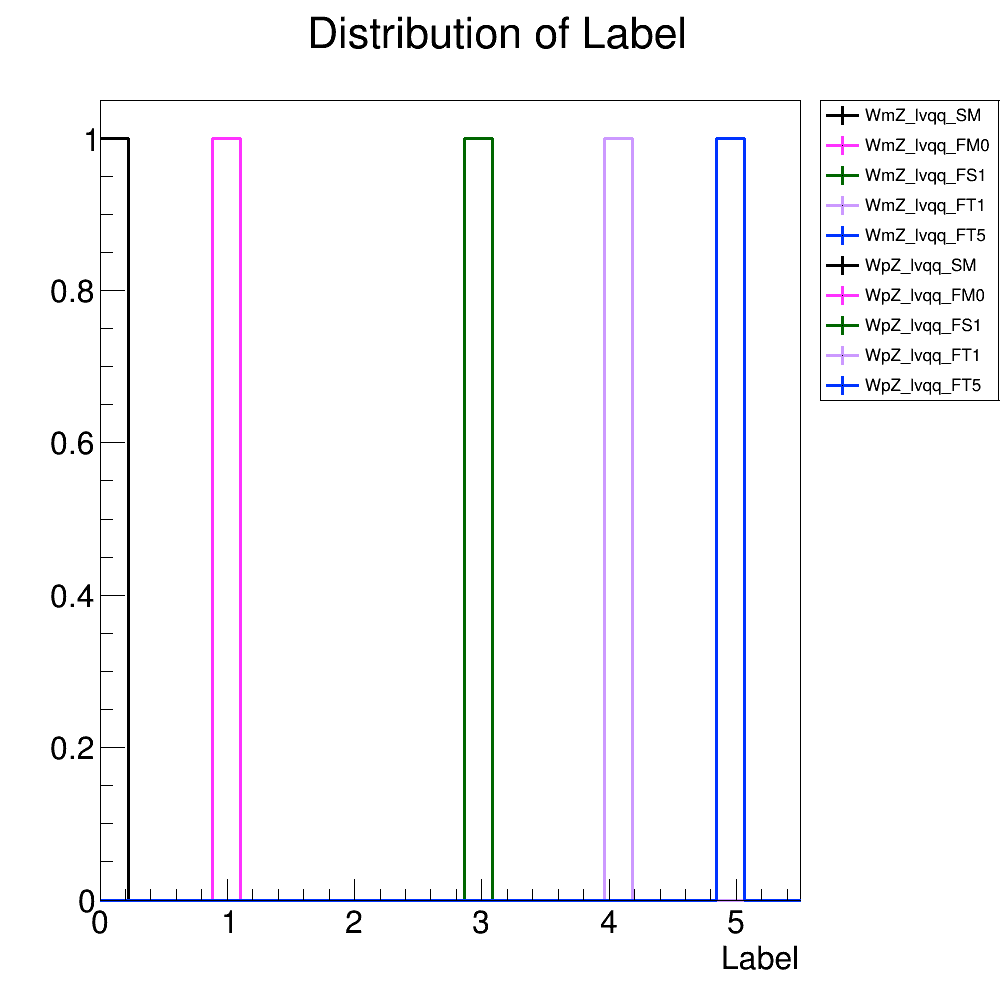 Distribution of Label
1
0.8
0.6
0.4
0.2
0
0 1 2 3 4 5
Label
WmZ_lvqq_SM
WmZ_lvqq_FM0
WmZ_lvqq_FS1
WmZ_lvqq_FT1
WmZ_lvqq_FT5
WpZ_lvqq_SM
WpZ_lvqq_FM0
WpZ_lvqq_FS1
WpZ_lvqq_FT1
WpZ_lvqq_FT5